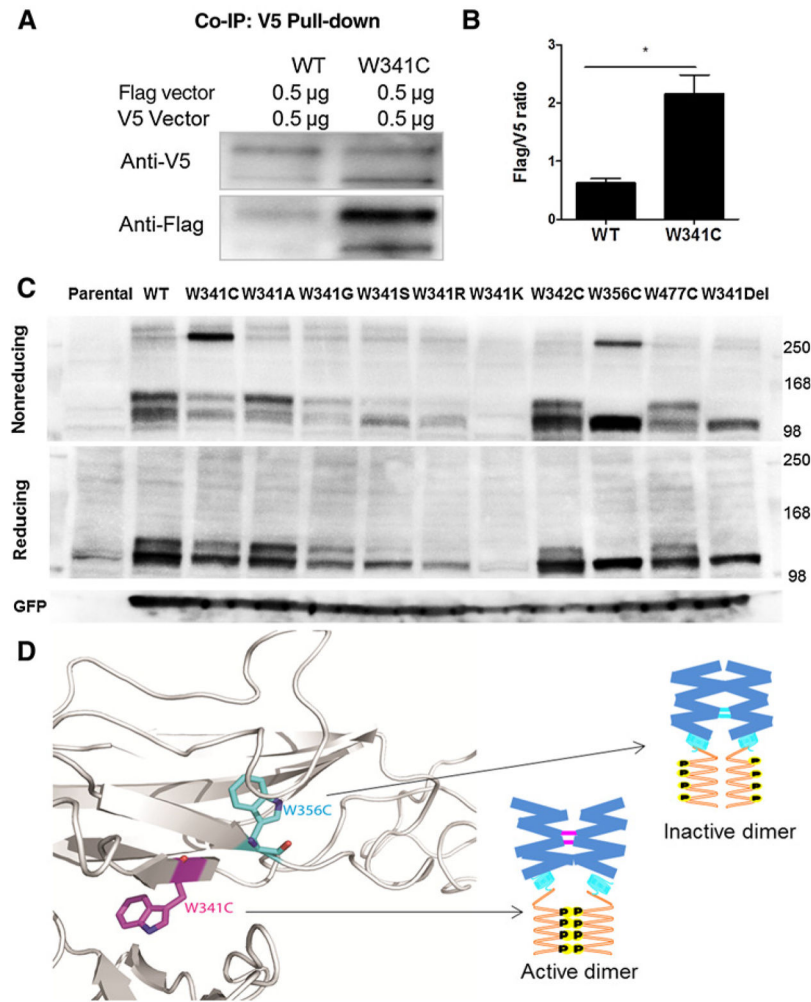 A
Co-IP: V5 Pull-down
WT W341C
Flag vector 0.5 µg 0.5 µg
V5 Vector 0.5 µg 0.5 µg
Anti-V5
Anti-Flag
B
*
Flag/V5 ratio
3
2
1
0
WT W341C
C
Parental WT W341C W341A W341G W341S W341R W341K W342C W356C W477C W341Del
Nonreducing
250
168
98
Reducing
250
168
98
GFP
D
W356C
W341C
P P
P P
P P
P P
Inactive dimer
P P
P P
P P
P P
Active dimer